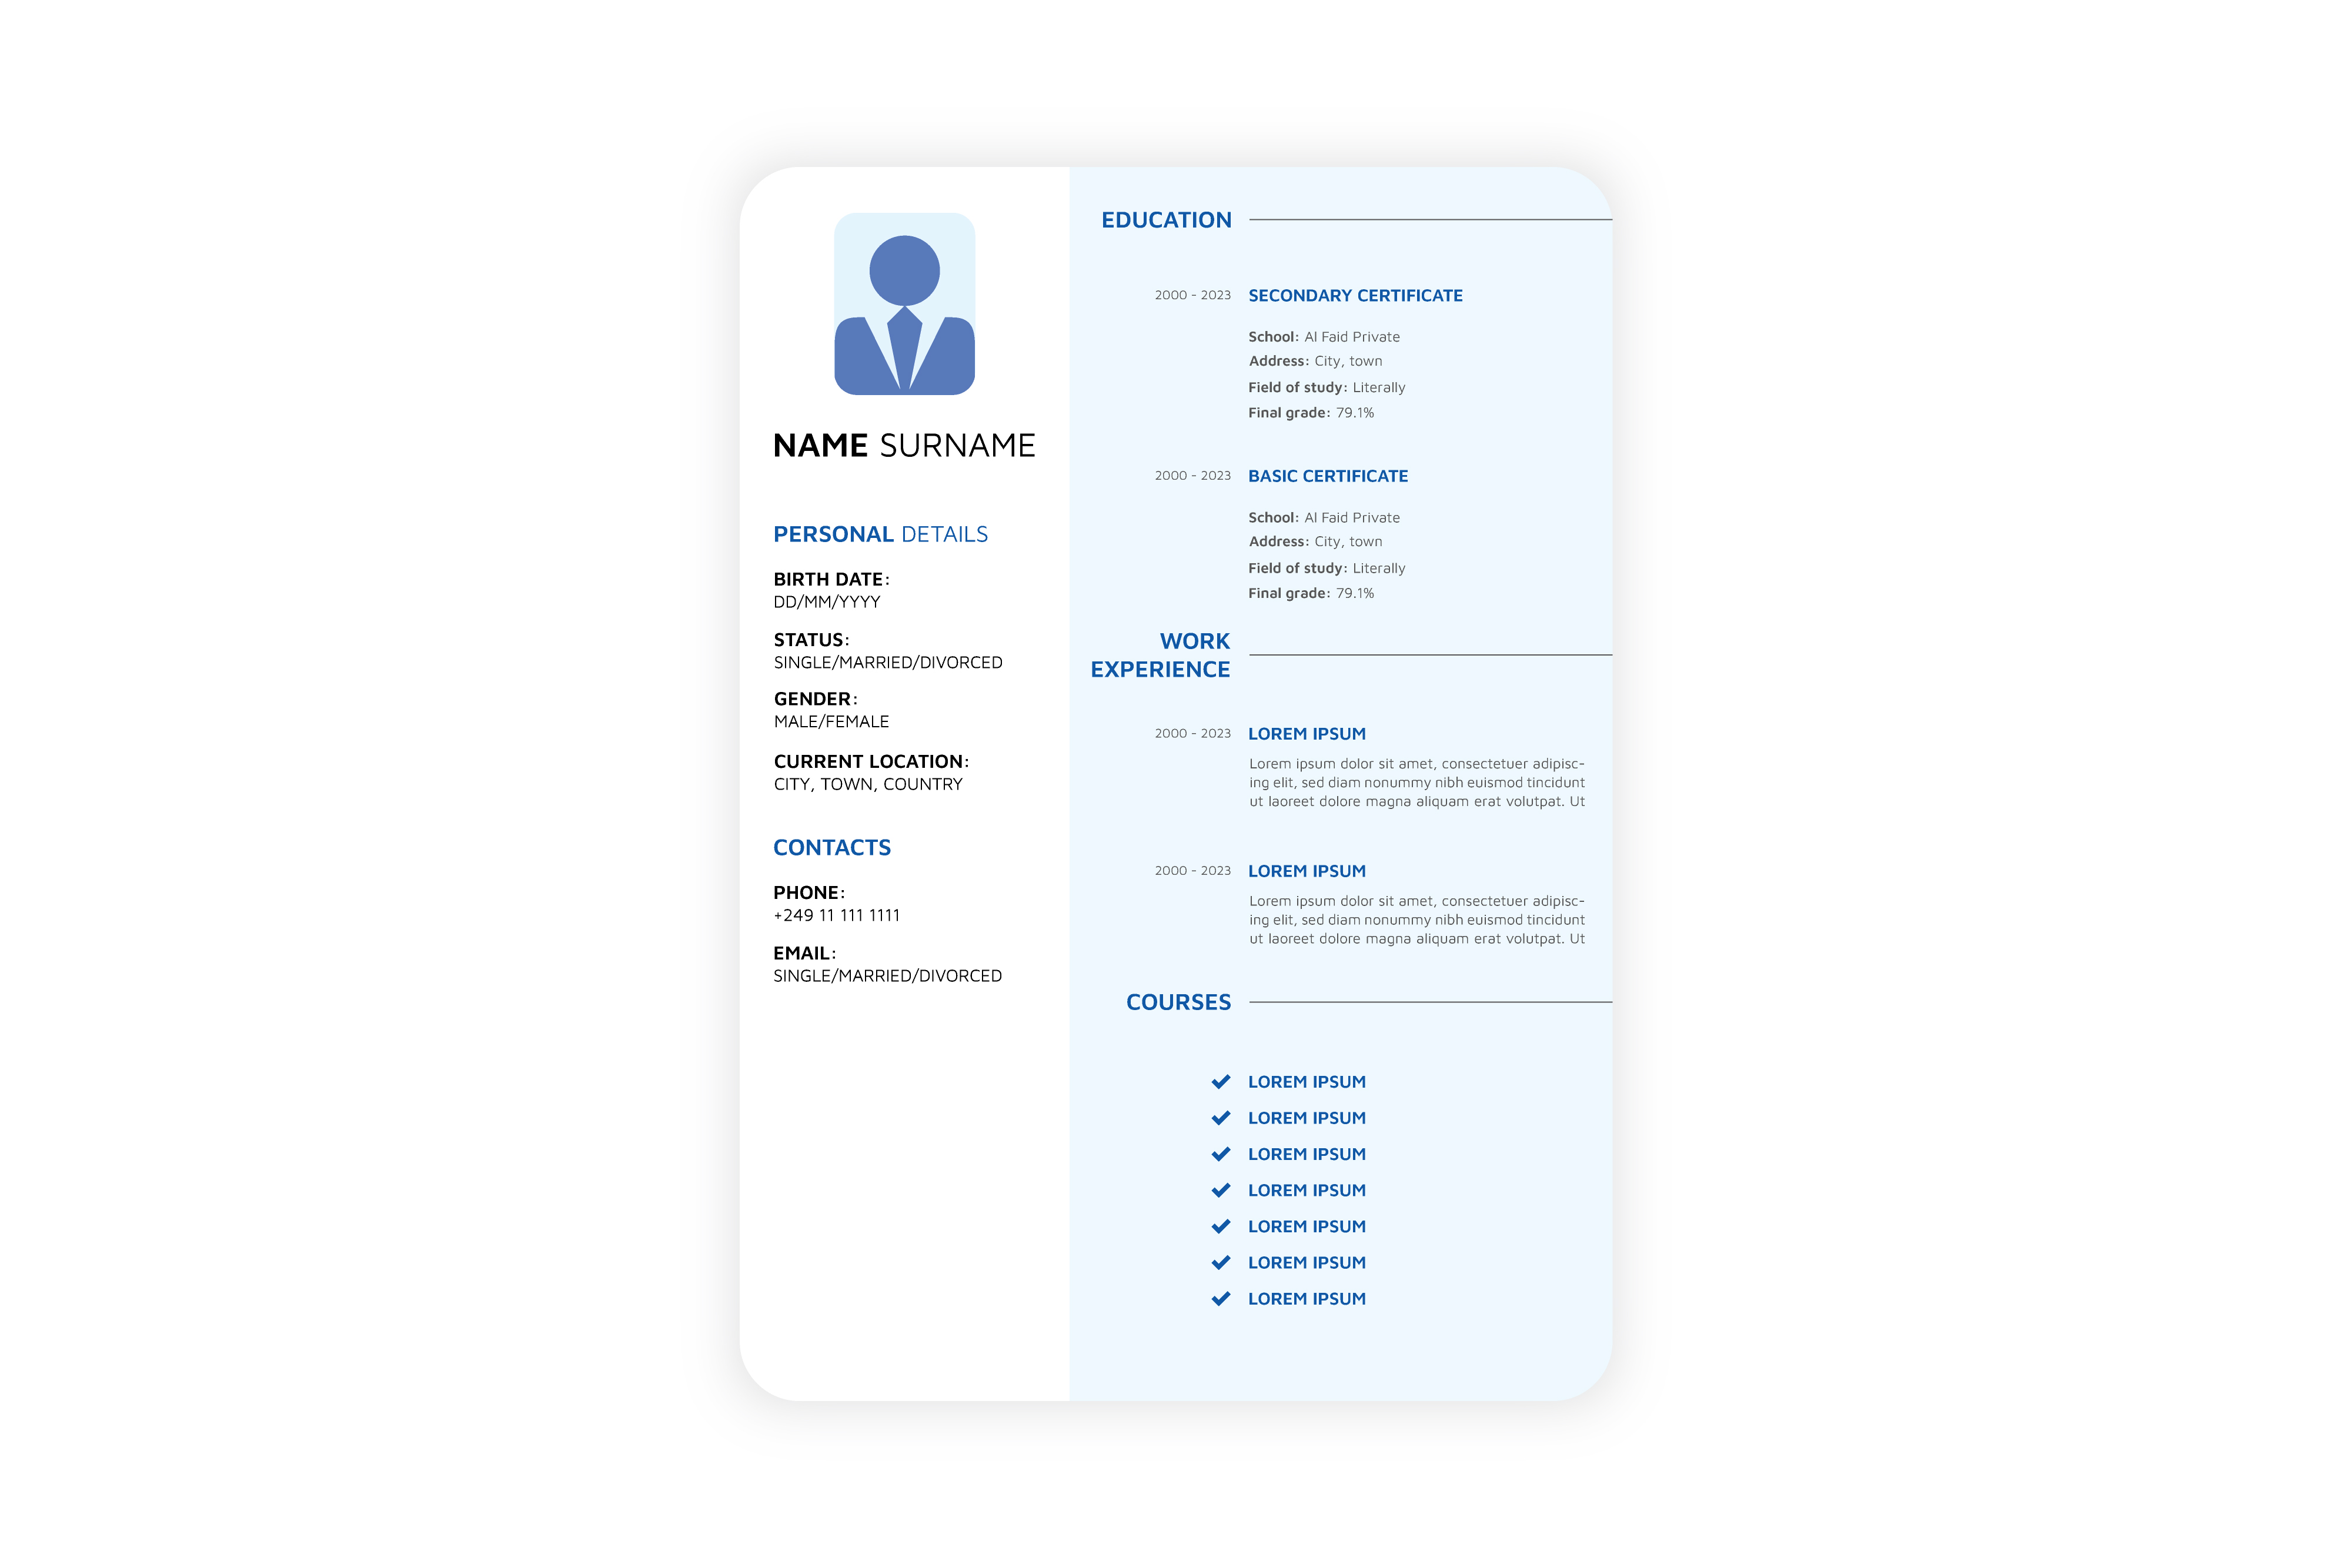 NAME SURNAME
PERSONAL DETAILS
BIRTH DATE:
DD/MM/YYYY
STATUS:
SINGLE/MARRIED/DIVORCED
GENDER:
MALE/FEMALE
CURRENT LOCATION:
CITY, TOWN, COUNTRY
CONTACTS
PHONE:
+249 11 111 1111
EMAIL:
SINGLE/MARRIED/DIVORCED
EDUCATION
2000 - 2023 SECONDARY CERTIFICATE
School: Al Faid Private
Address: City, town
Field of study: Literally
Final grade: 79.1%
2000 - 2023 BASIC CERTIFICATE
School: Al Faid Private
Address: City, town
Field of study: Literally
Final grade: 79.1%
WORK
EXPERIENCE
2000 - 2023 LOREM IPSUM
Lorem ipsum dolor sit amet, consectetuer adipisc-
ing elit, sed diam nonummy nibh euismod tincidunt
ut laoreet dolore magna aliquam erat volutpat. Ut
2000 - 2023 LOREM IPSUM
Lorem ipsum dolor sit amet, consectetuer adipisc-
ing elit, sed diam nonummy nibh euismod tincidunt
ut laoreet dolore magna aliquam erat volutpat. Ut
COURSES
LOREM IPSUM
LOREM IPSUM
LOREM IPSUM
LOREM IPSUM
LOREM IPSUM
LOREM IPSUM
LOREM IPSUM